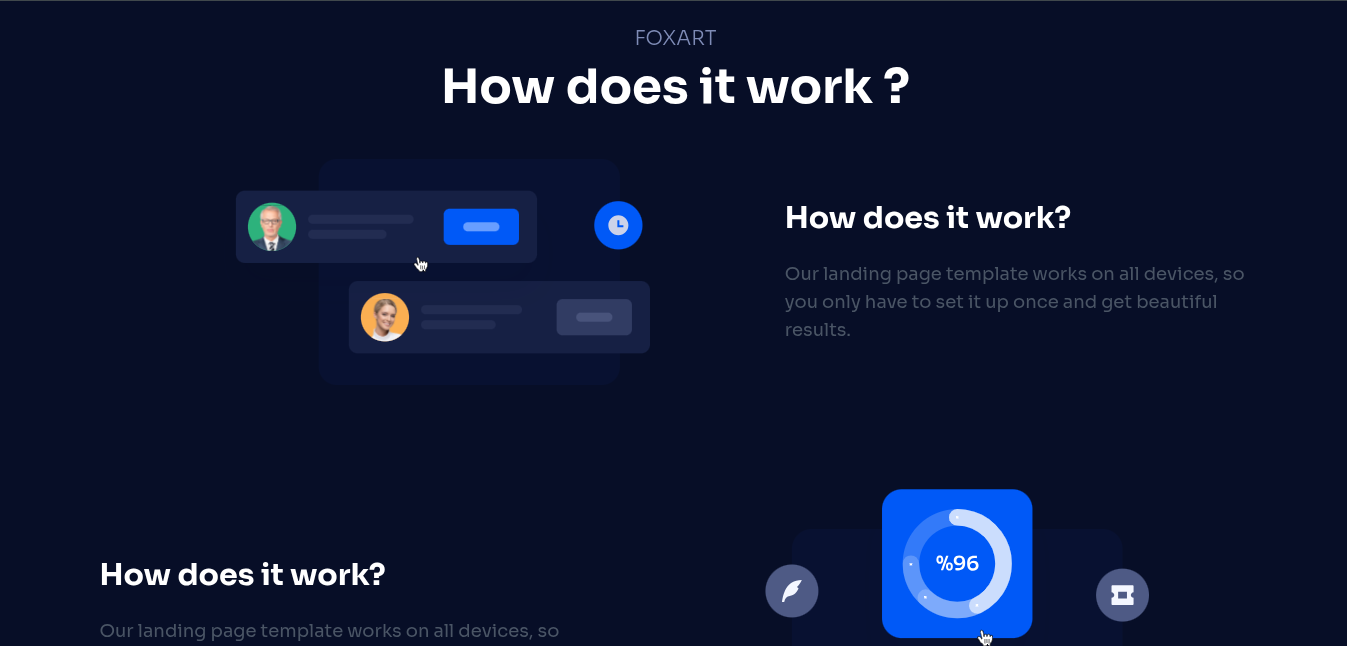 FOXART
How does it work ?
How does it work?
Our landing page template works on all devices, so
you only have to set it up once and get beautiful
results.
%96
How does it work?
Our landing page template works on all devices, so